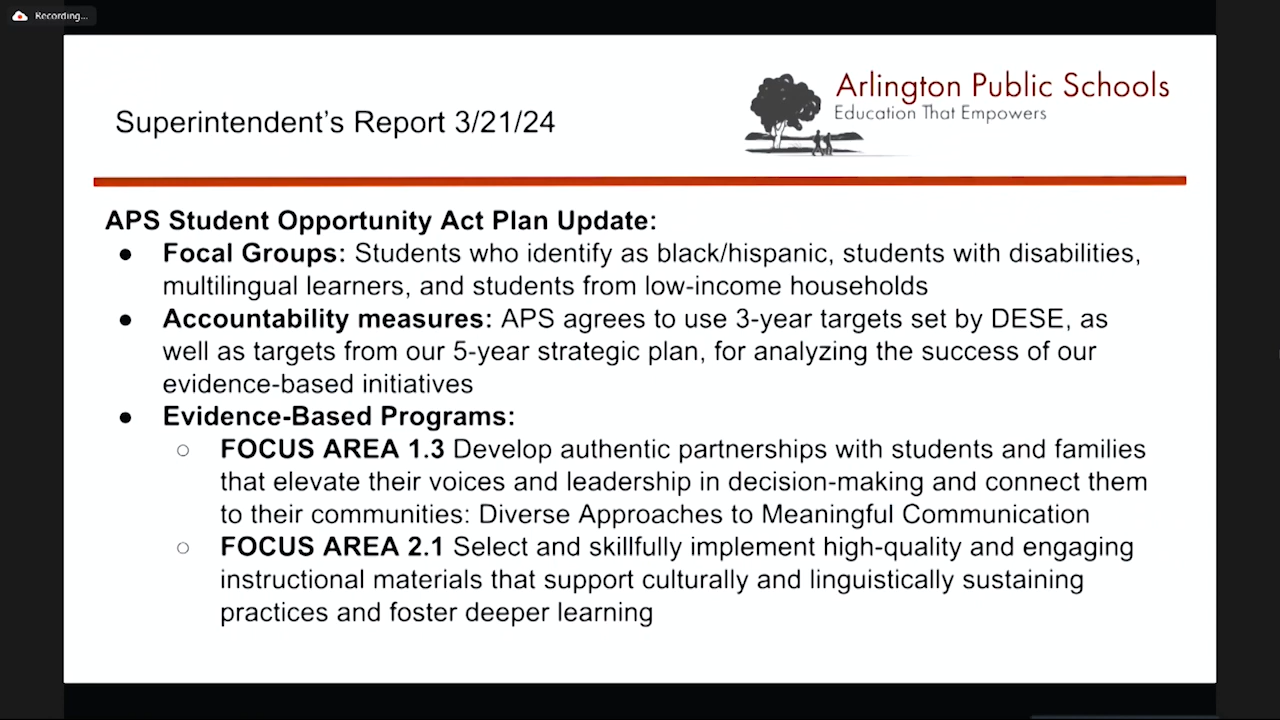 Recording...
Arlington Public Schools
Education That Empowers
Superintendent's Report 3/21/24
APS Student Opportunity Act Plan Update:
● Focal Groups: Students who identify as black/hispanic, students with disabilities,
multilingual learners, and students from low-income households
● Accountability measures: APS agrees to use 3-year targets set by DESE, as
well as targets from our 5-year strategic plan, for analyzing the success of our
evidence-based initiatives
● Evidence-Based Programs:
○ FOCUS AREA 1.3 Develop authentic partnerships with students and families
that elevate their voices and leadership in decision-making and connect them
to their communities: Diverse Approaches to Meaningful Communication
○ FOCUS AREA 2.1 Select and skillfully implement high-quality and engaging
instructional materials that support culturally and linguistically sustaining
practices and foster deeper learning